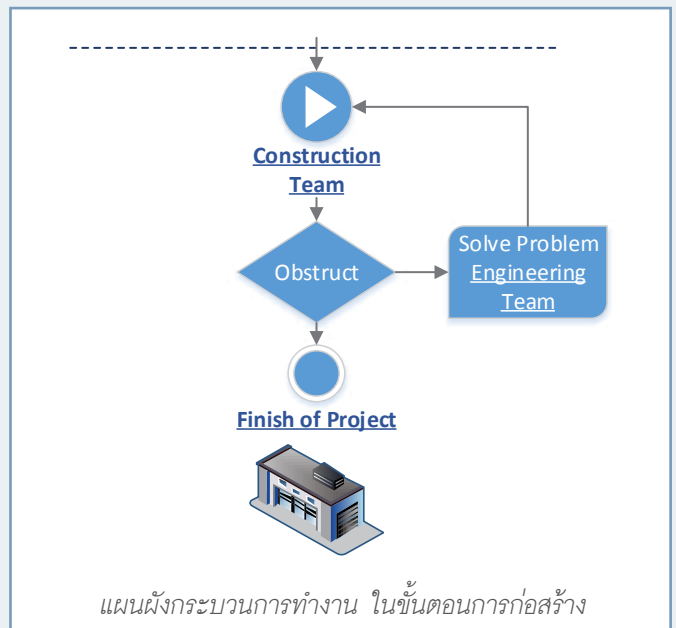 Construction
Team
Obstruct
Solve Problem
Engineering
Team
Finish of Project
แผนผังกระบวนการทำงาน ในขั้นตอนการก่อสร้าง